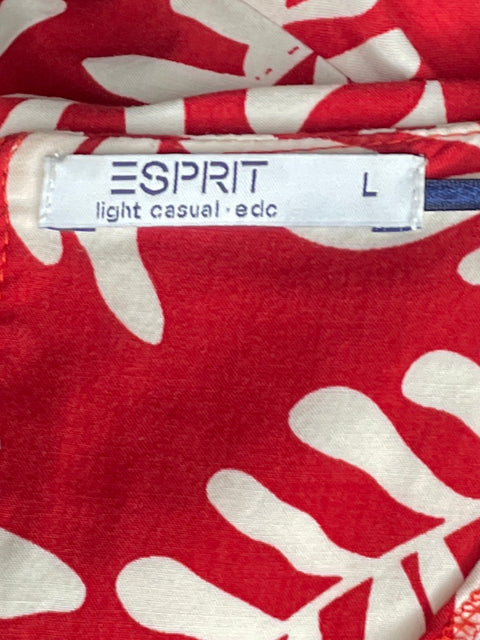 ESPRIT L
light casual · edc